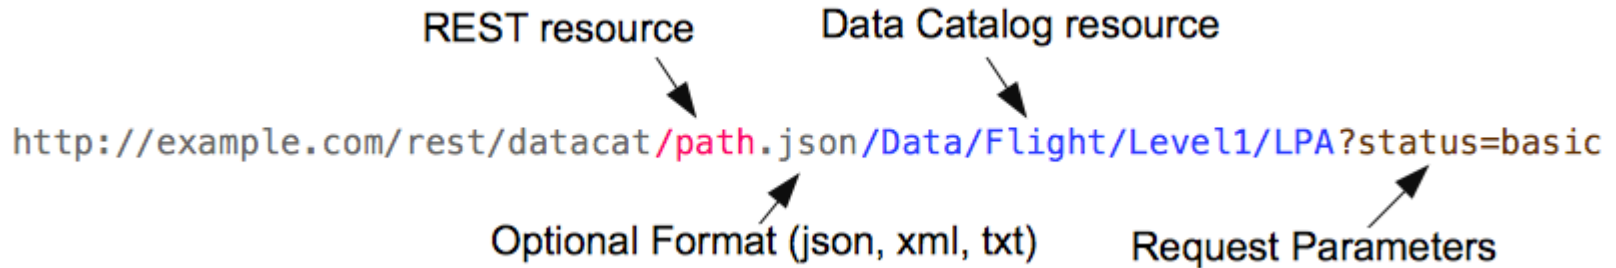 REST resource
Data Catalog resource
http://example.com/rest/datacat/path.json/Data/Flight/Level1/LPA?status=basic
Optional Format (json, xml, txt)
Request Parameters